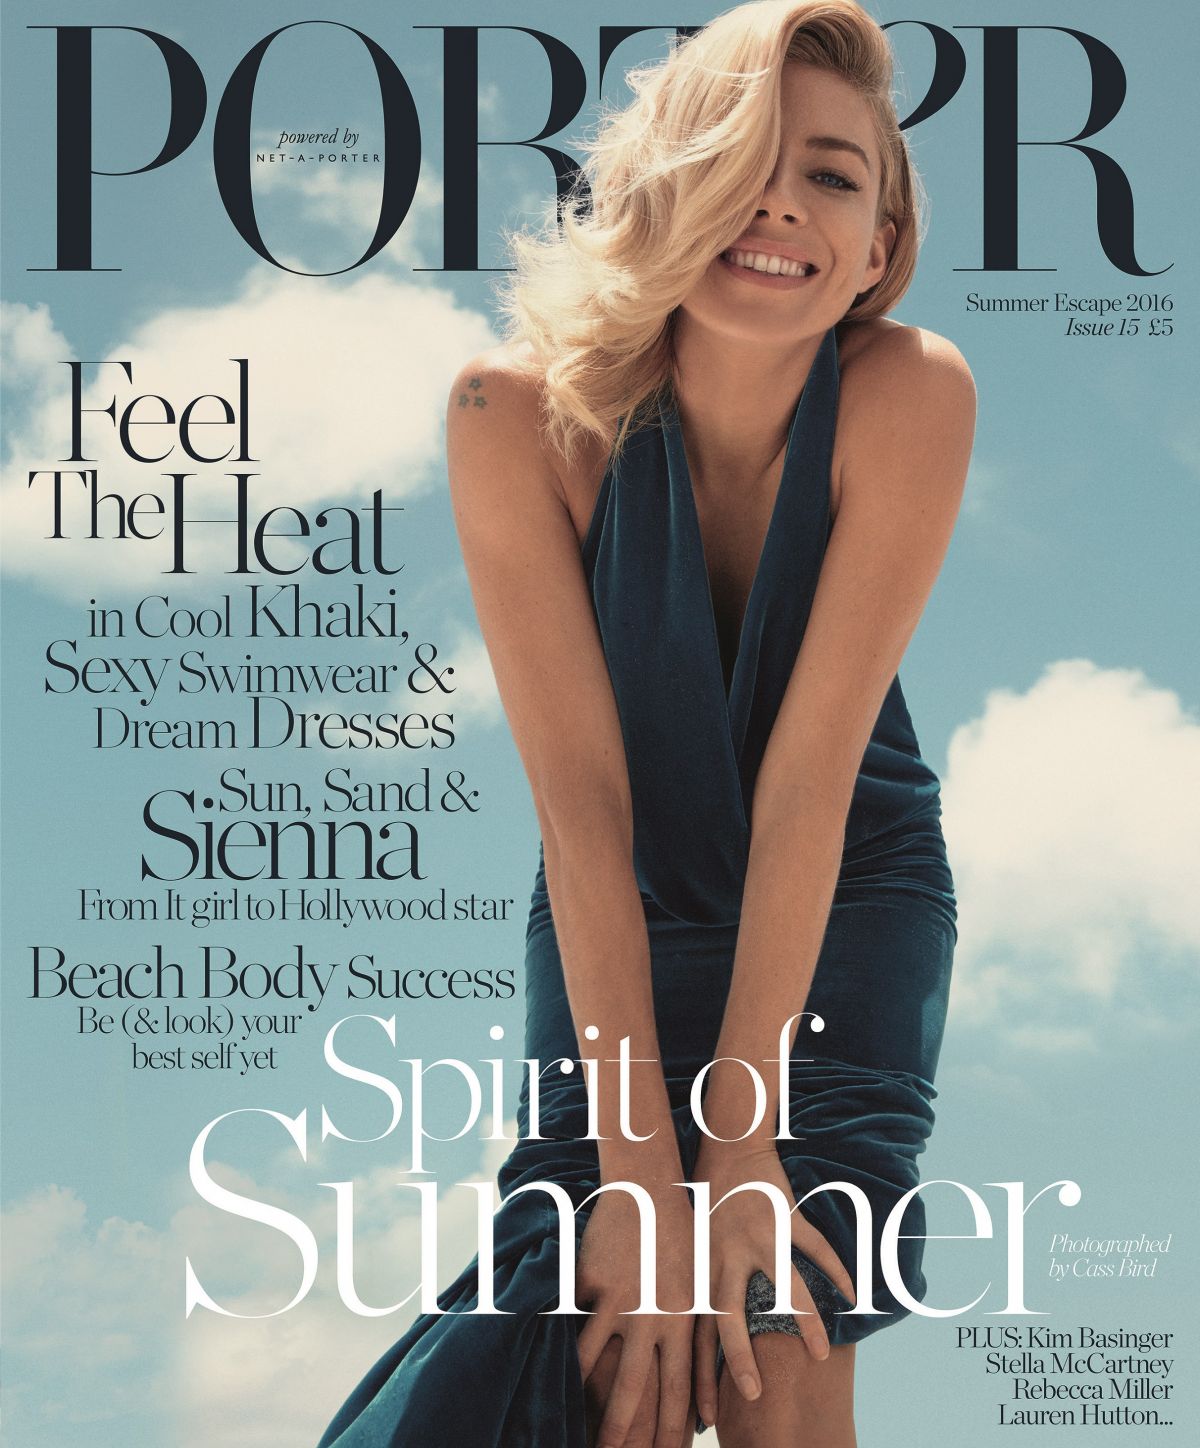 PORTER
powered by
NET-A-PORTER
Summer Escape 2016
Issue 15 £5
Feel
The Heat
in Cool Khaki,
Sexy Swimwear &
Dream Dresses
Sun, Sand &
Sienna
From It girl to Hollywood star
Beach Body Success
Be (& look) your
best self yet
Spirit of
Summer
Photographed
by Cass Bird
PLUS: Kim Basinger
Stella McCartney
Rebecca Miller
Lauren Hutton...